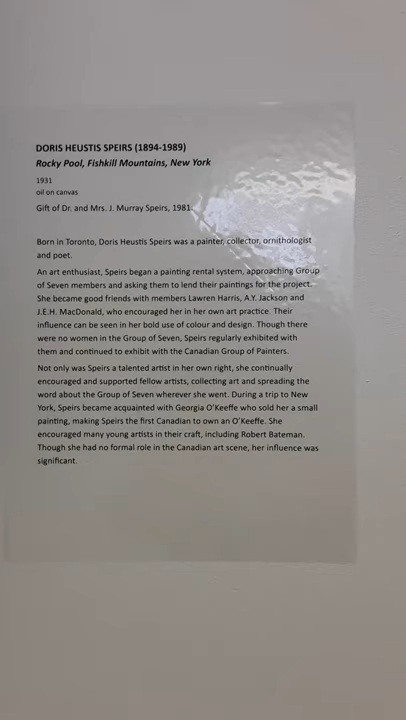 DORIS HEUSTIS SPEIRS (1894-1989)
Rocky Pool, Fishkill Mountains, New York
1931
oil on canvas
Gift of Dr. and Mrs. J. Murray Speirs, 1981
Born in Toronto, Doris Heustis Speirs was a painter, collector, ornithologist
and poet.
An art enthusiast, Speirs began a painting rental system, approaching Group
of Seven members and asking them to lend their paintings for the project.
She became good friends with members Lawren Harris, A.Y. Jackson and
J.E.H. MacDonald, who encouraged her in her own art practice. Their
influence can be seen in her bold use of colour and design. Though there
were no women in the Group of Seven, Speirs regularly exhibited with
them and continued to exhibit with the Canadian Group of Painters.
Not only was Speirs a talented artist in her own right, she continually
encouraged and supported fellow artists, collecting art and spreading the
word about the Group of Seven wherever she went. During a trip to New
York, Speirs became acquainted with Georgia O'Keeffe who sold her a small
painting, making Speirs the first Canadian to own an O'Keeffe. She
encouraged many young artists in their craft, including Robert Bateman.
Though she had no formal role in the Canadian art scene, her influence was
significant.